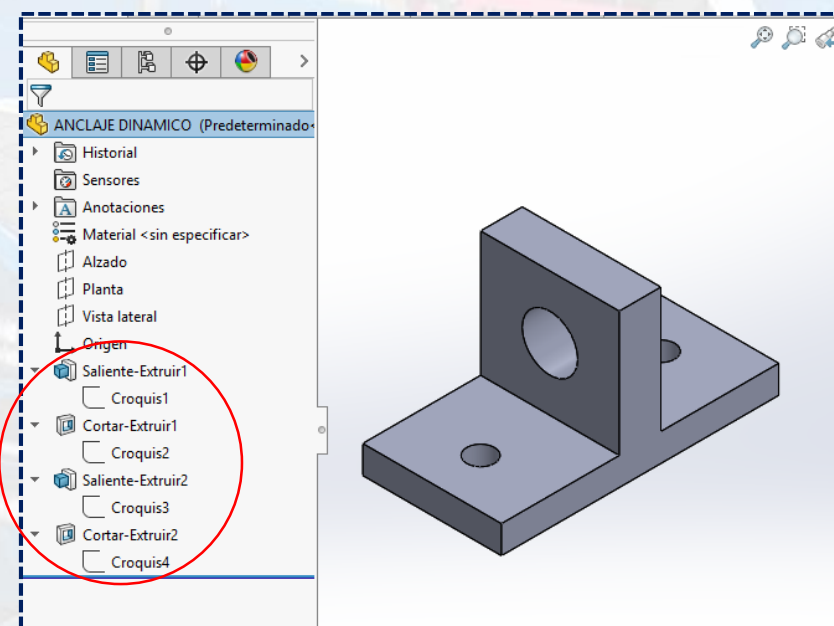 ANCLAJE DINAMICO (Predeterminado<
Historial
Sensores
A Anotaciones
Material <sin especificar>
Alzado
Planta
Vista lateral
Origen
Saliente-Extruir1
Croquis1
Cortar-Extruir1
Croquis2
Saliente-Extruir2
Croquis3
Cortar-Extruir2
Croquis4